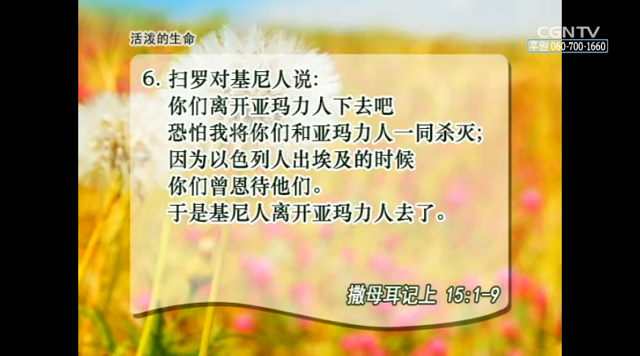 CGNTV
후원 060-700-1660
活泼的生命
6. 扫罗对基尼人说:
你们离开亚玛力人下去吧
恐怕我将你们和亚玛力人一同杀灭;
因为以色列人出埃及的时候
你们曾恩待他们。
于是基尼人离开亚玛力人去了。
撒母耳记上 15:1-9